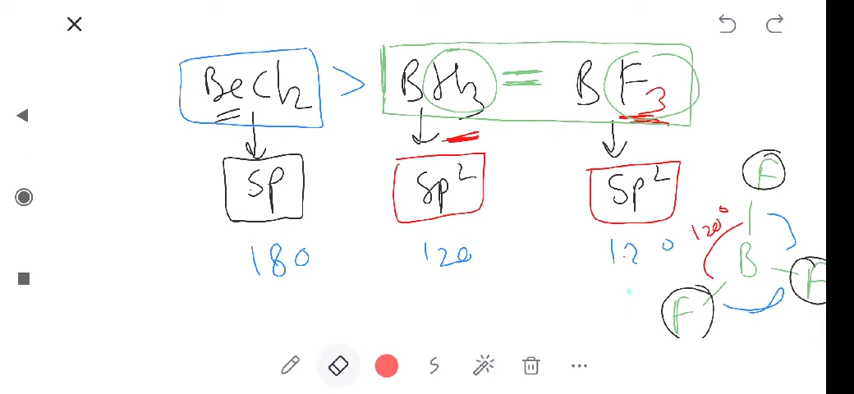 BeCl₂ > BH₃ = BF₃
Sp Sp² Sp²
180 120 120
F
120°
B
F
F